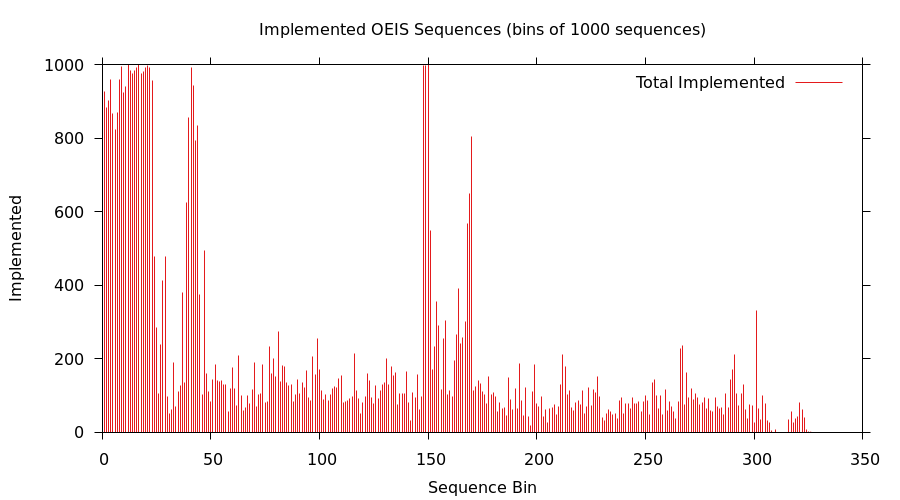 Implemented OEIS Sequences (bins of 1000 sequences)
Total Implemented
1000
800
600
400
200
0
Implemented
0 50 100 150 200 250 300 350
Sequence Bin